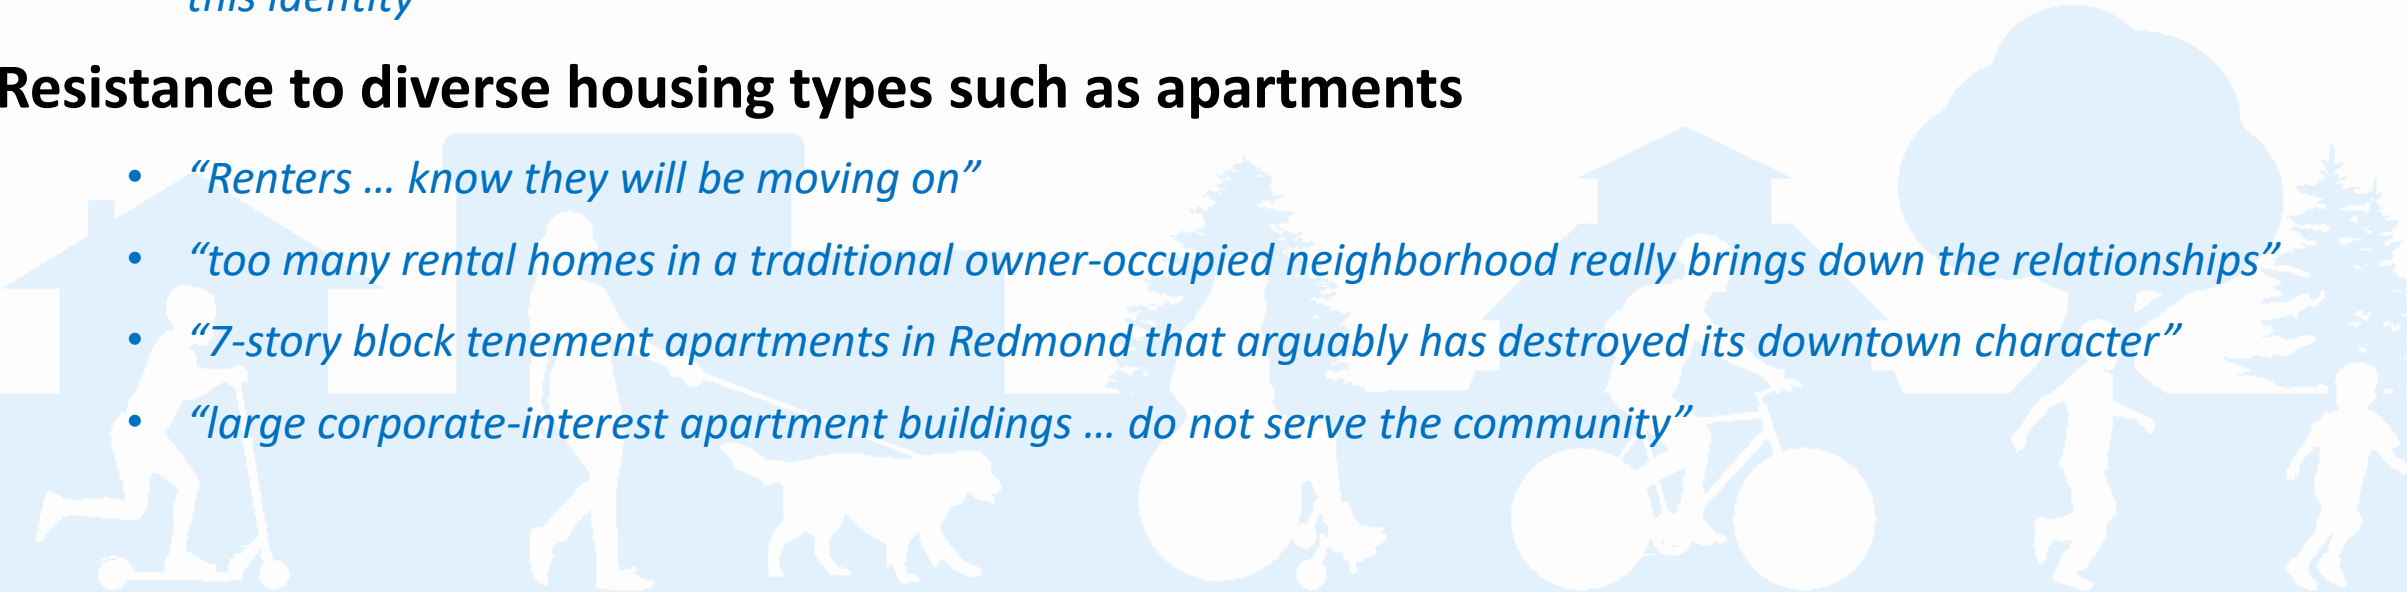 this identity
Resistance to diverse housing types such as apartments
• “Renters … know they will be moving on”
• “too many rental homes in a traditional owner-occupied neighborhood really brings down the relationships”
• “7-story block tenement apartments in Redmond that arguably has destroyed its downtown character”
• “large corporate-interest apartment buildings … do not serve the community”